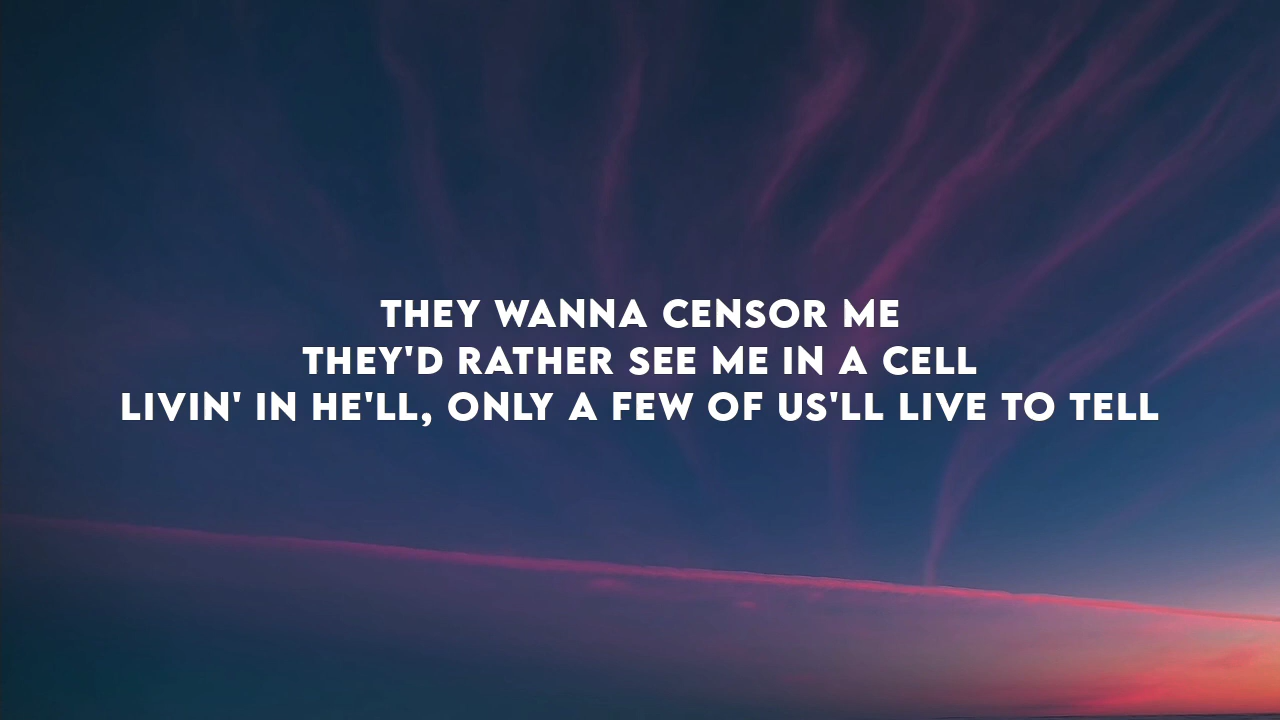 THEY WANNA CENSOR ME
THEY'D RATHER SEE ME IN A CELL
LIVIN' IN HE'LL, ONLY A FEW OF US'LL LIVE TO TELL